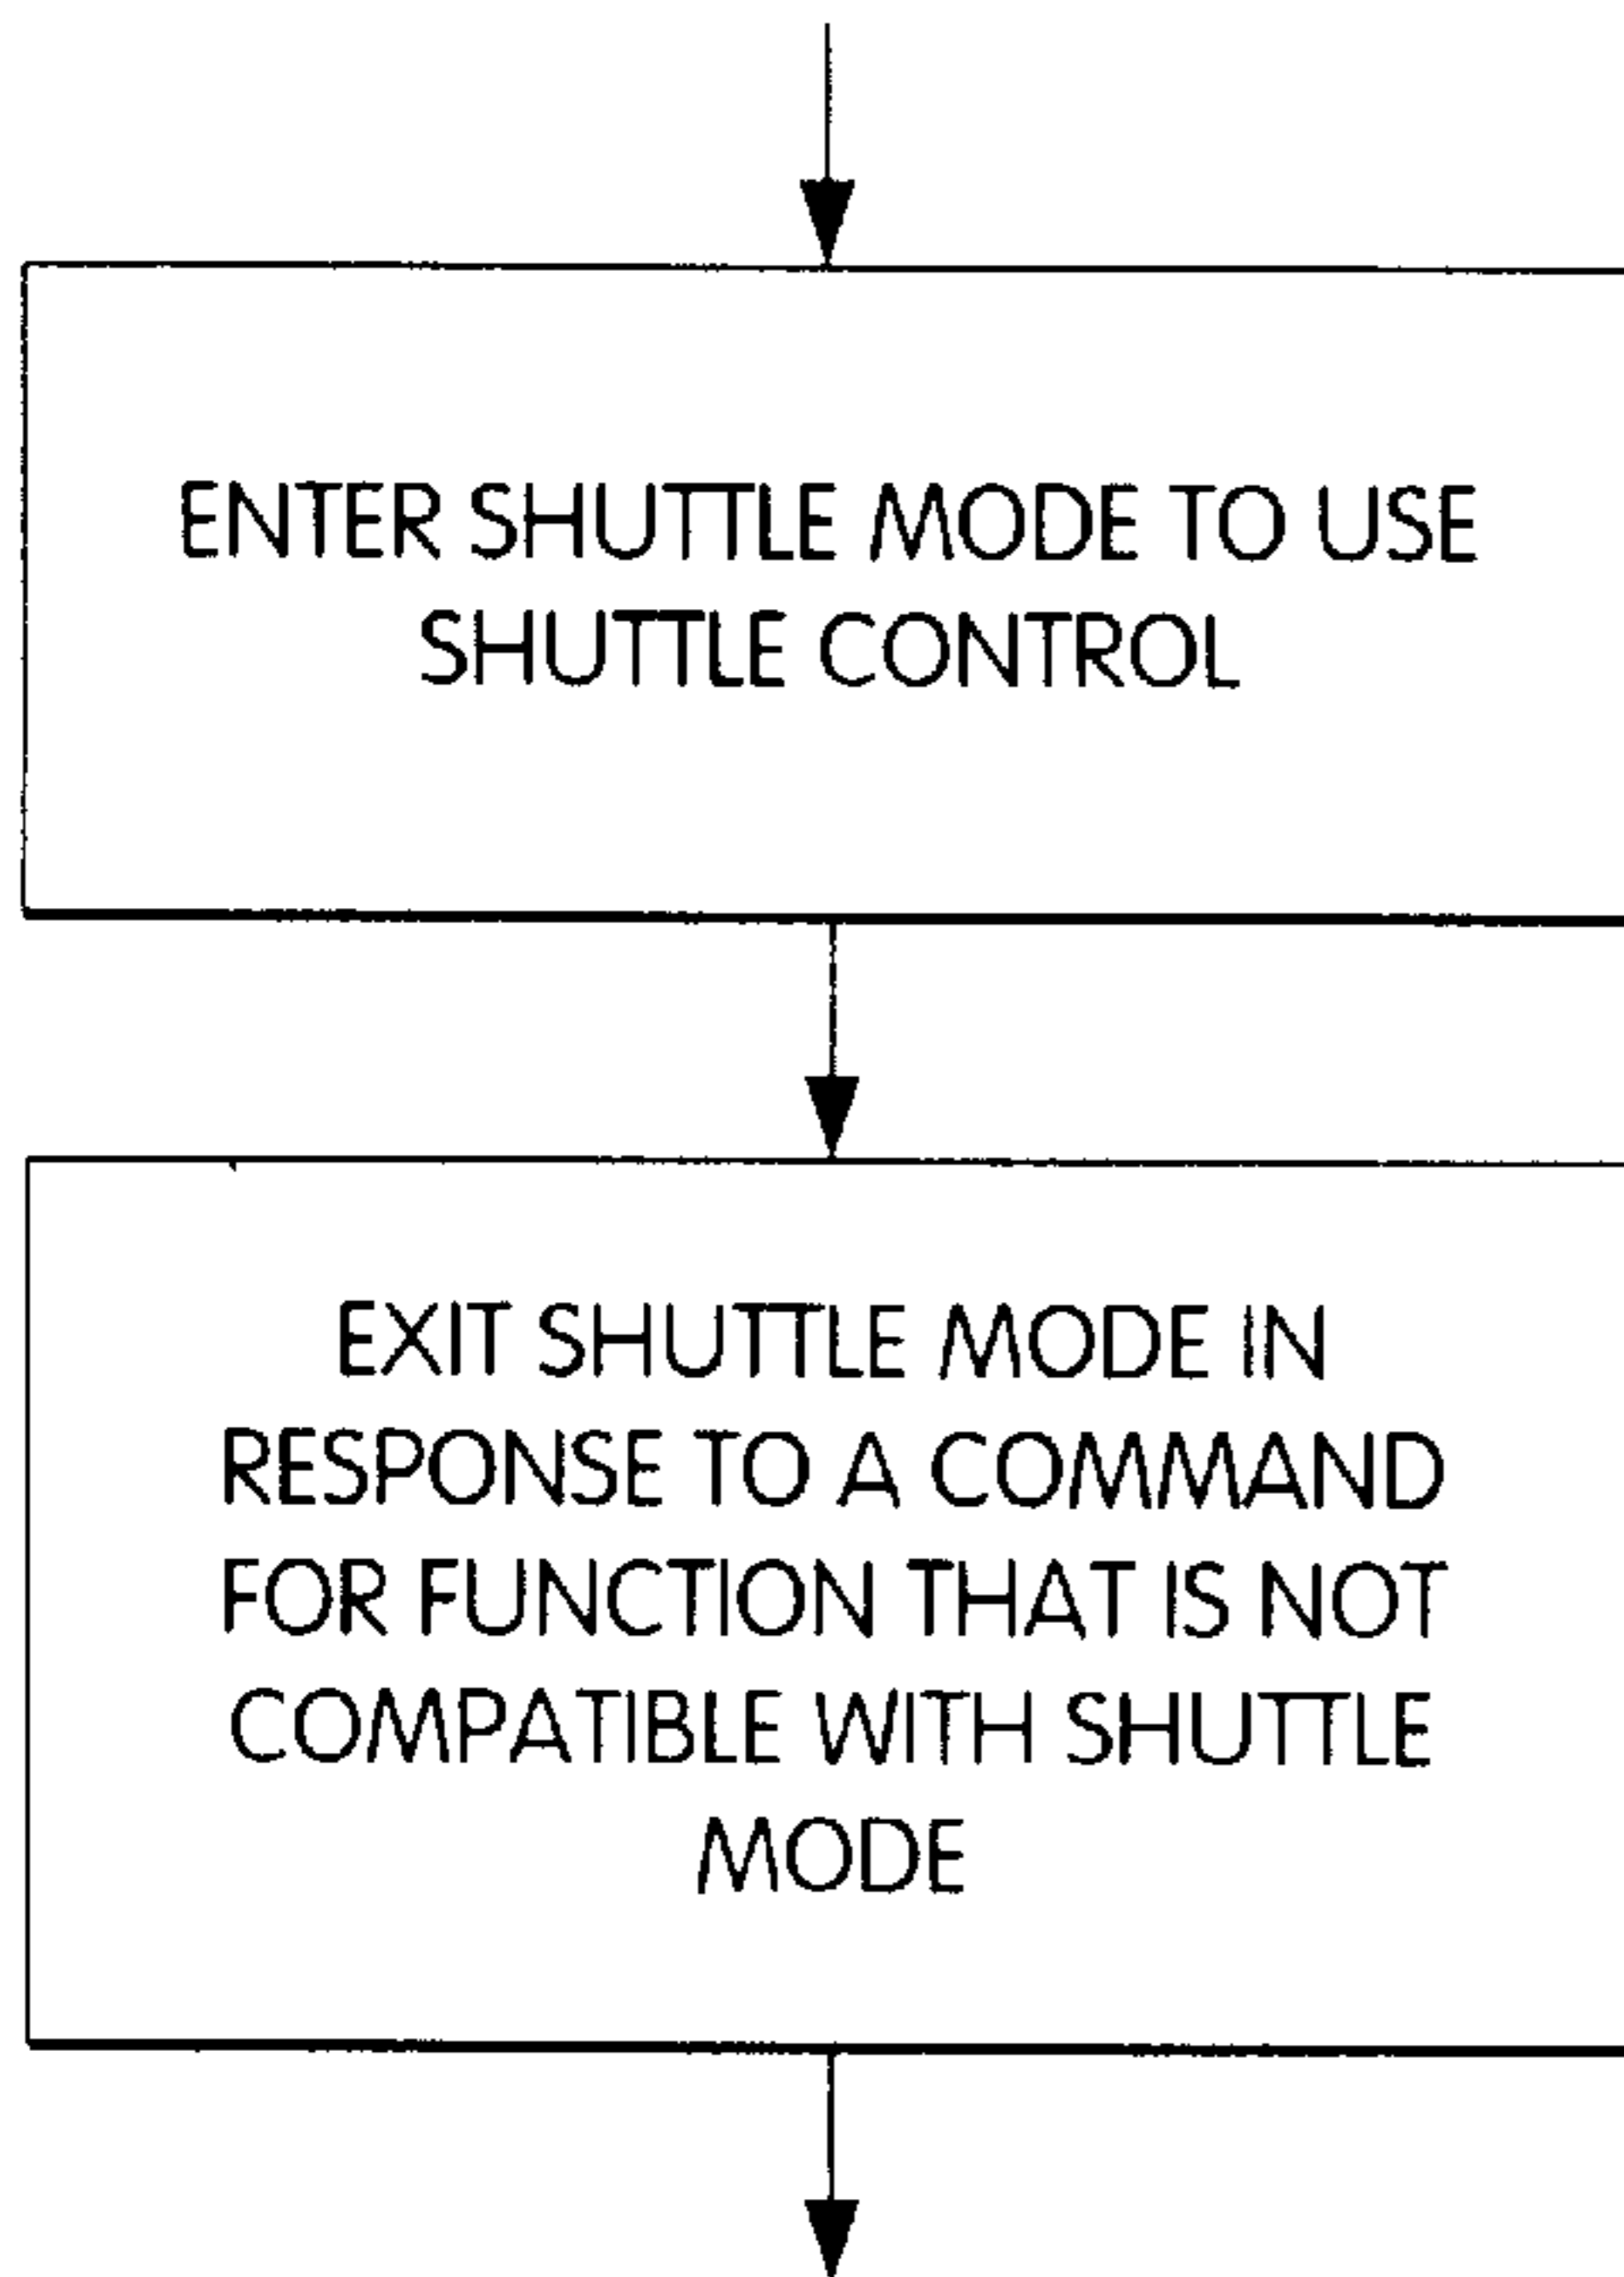 ENTER SHUTTLE MODE TO USE
SHUTTLE CONTROL
EXIT SHUTTLE MODE IN
RESPONSE TO A COMMAND
FOR FUNCTION THAT IS NOT
COMPATIBLE WITH SHUTTLE
MODE